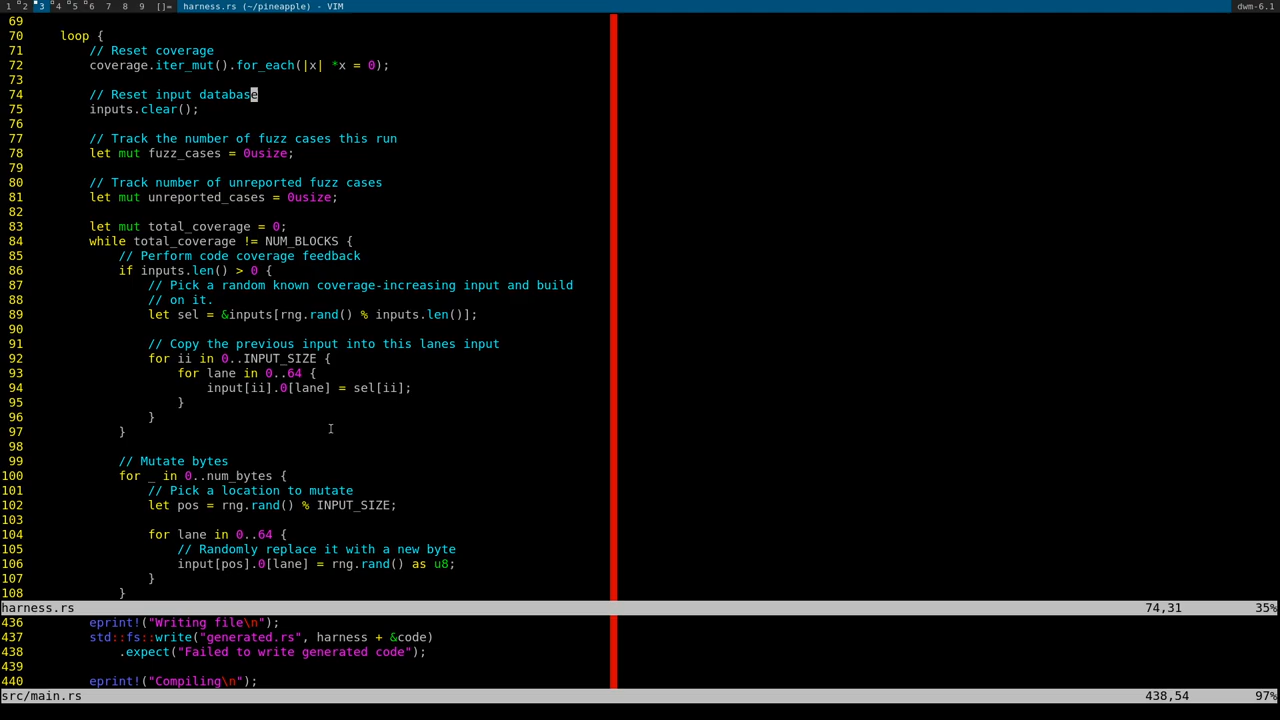 1 2 3 4 5 6 7 8 9 []= harness.rs (~/pineapple) - VIM dwm-6.1
69
70     loop {
71         // Reset coverage
72         coverage.iter_mut().for_each(|x| *x = 0);
73
74         // Reset input database
75         inputs.clear();
76
77         // Track the number of fuzz cases this run
78         let mut fuzz_cases = 0usize;
79
80         // Track number of unreported fuzz cases
81         let mut unreported_cases = 0usize;
82
83         let mut total_coverage = 0;
84         while total_coverage != NUM_BLOCKS {
85             // Perform code coverage feedback
86             if inputs.len() > 0 {
87                 // Pick a random known coverage-increasing input and build
88                 // on it.
89                 let sel = &inputs[rng.rand() % inputs.len()];
90
91                 // Copy the previous input into this lanes input
92                 for ii in 0..INPUT_SIZE {
93                     for lane in 0..64 {
94                         input[ii].0[lane] = sel[ii];
95                     }
96                 }
97             }
98
99             // Mutate bytes
100             for _ in 0..num_bytes {
101                 // Pick a location to mutate
102                 let pos = rng.rand() % INPUT_SIZE;
103
104                 for lane in 0..64 {
105                     // Randomly replace it with a new byte
106                     input[pos].0[lane] = rng.rand() as u8;
107                 }
108             }
harness.rs 74,31 35%
436         eprint!("Writing file\n");
437         std::fs::write("generated.rs", harness + &code)
438             .expect("Failed to write generated code");
439
440         eprint!("Compiling\n");
src/main.rs 438,54 97%